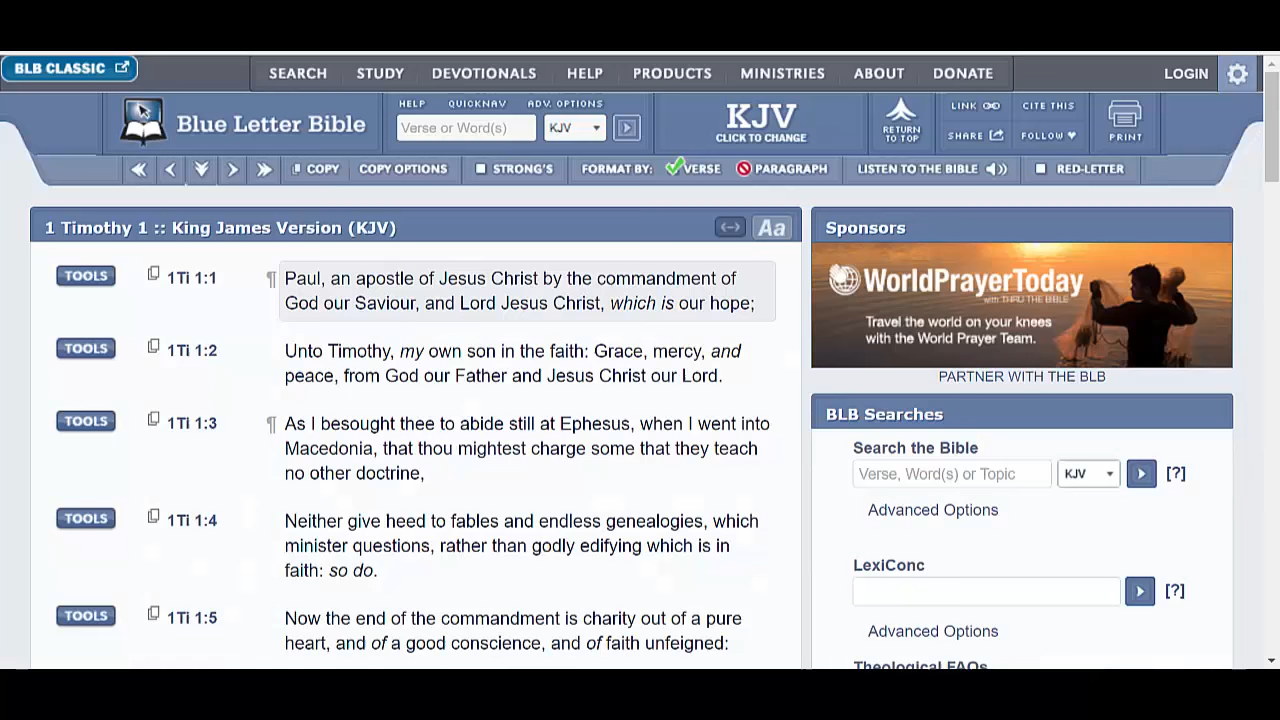 BLB CLASSIC
SEARCH STUDY DEVOTIONALS HELP PRODUCTS MINISTRIES ABOUT DONATE
LOGIN
Blue Letter Bible
HELP QUICKNAV ADV. OPTIONS
Verse or Word(s) KJV
KJV
CLICK TO CHANGE
RETURN
TO TOP
LINK CITE THIS
SHARE FOLLOW
PRINT
COPY COPY OPTIONS STRONG'S FORMAT BY: VERSE PARAGRAPH LISTEN TO THE BIBLE RED-LETTER
1 Timothy 1 :: King James Version (KJV) Aa
TOOLS 1Ti 1:1 ¶ Paul, an apostle of Jesus Christ by the commandment of
God our Saviour, and Lord Jesus Christ, which is our hope;
TOOLS 1Ti 1:2 Unto Timothy, my own son in the faith: Grace, mercy, and
peace, from God our Father and Jesus Christ our Lord.
TOOLS 1Ti 1:3 ¶ As I besought thee to abide still at Ephesus, when I went into
Macedonia, that thou mightest charge some that they teach
no other doctrine,
TOOLS 1Ti 1:4 Neither give heed to fables and endless genealogies, which
minister questions, rather than godly edifying which is in
faith: so do.
TOOLS 1Ti 1:5 Now the end of the commandment is charity out of a pure
heart, and of a good conscience, and of faith unfeigned:
Sponsors
WorldPrayerToday
with THRU THE BIBLE
Travel the world on your knees
with the World Prayer Team.
PARTNER WITH THE BLB
BLB Searches
Search the Bible
Verse, Word(s) or Topic KJV [?]
Advanced Options
LexiConc
[?]
Advanced Options
Theological FAQs